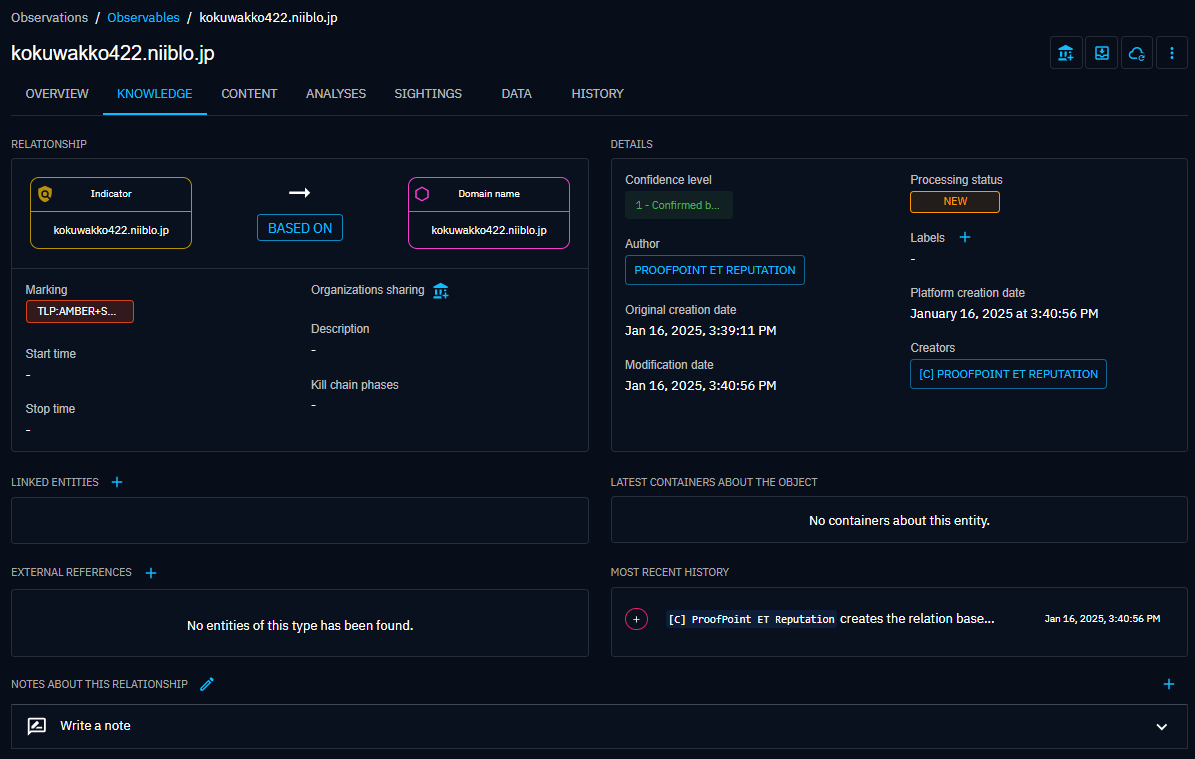 Observations / Observables / kokuwakko422.niiblo.jp
kokuwakko422.niiblo.jp
OVERVIEW KNOWLEDGE CONTENT ANALYSES SIGHTINGS DATA HISTORY
RELATIONSHIP
Indicator
kokuwakko422.niiblo.jp
BASED ON
Domain name
kokuwakko422.niiblo.jp
Marking
TLP:AMBER+S...
Organizations sharing
Description
-
Start time
-
Kill chain phases
-
Stop time
-
DETAILS
Confidence level
1 - Confirmed b...
Processing status
NEW
Author
PROOFPOINT ET REPUTATION
Labels +
-
Original creation date
Jan 16, 2025, 3:39:11 PM
Platform creation date
January 16, 2025 at 3:40:56 PM
Modification date
Jan 16, 2025, 3:40:56 PM
Creators
[C] PROOFPOINT ET REPUTATION
LINKED ENTITIES +
LATEST CONTAINERS ABOUT THE OBJECT
No containers about this entity.
EXTERNAL REFERENCES +
No entities of this type has been found.
MOST RECENT HISTORY
+ [C] ProofPoint ET Reputation creates the relation base... Jan 16, 2025, 3:40:56 PM
NOTES ABOUT THIS RELATIONSHIP +
Write a note